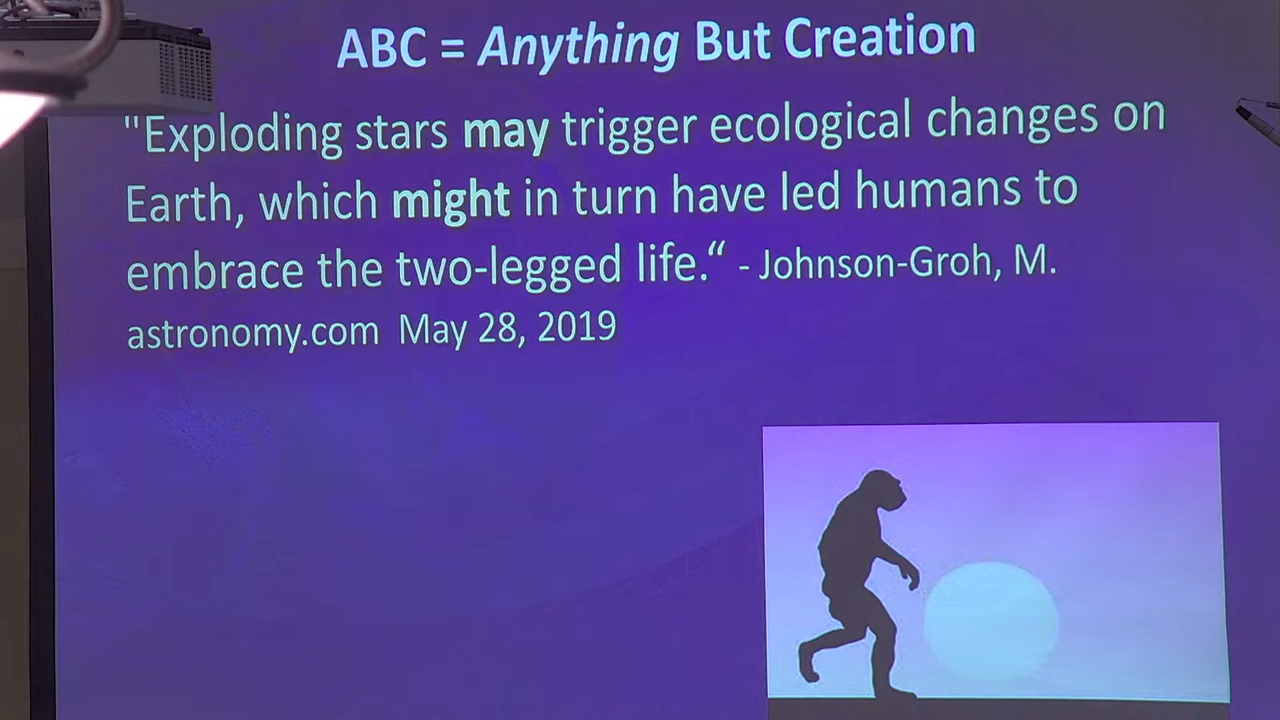 ABC = Anything But Creation
"Exploding stars may trigger ecological changes on
Earth, which might in turn have led humans to
embrace the two-legged life.“ - Johnson-Groh, M.
astronomy.com May 28, 2019